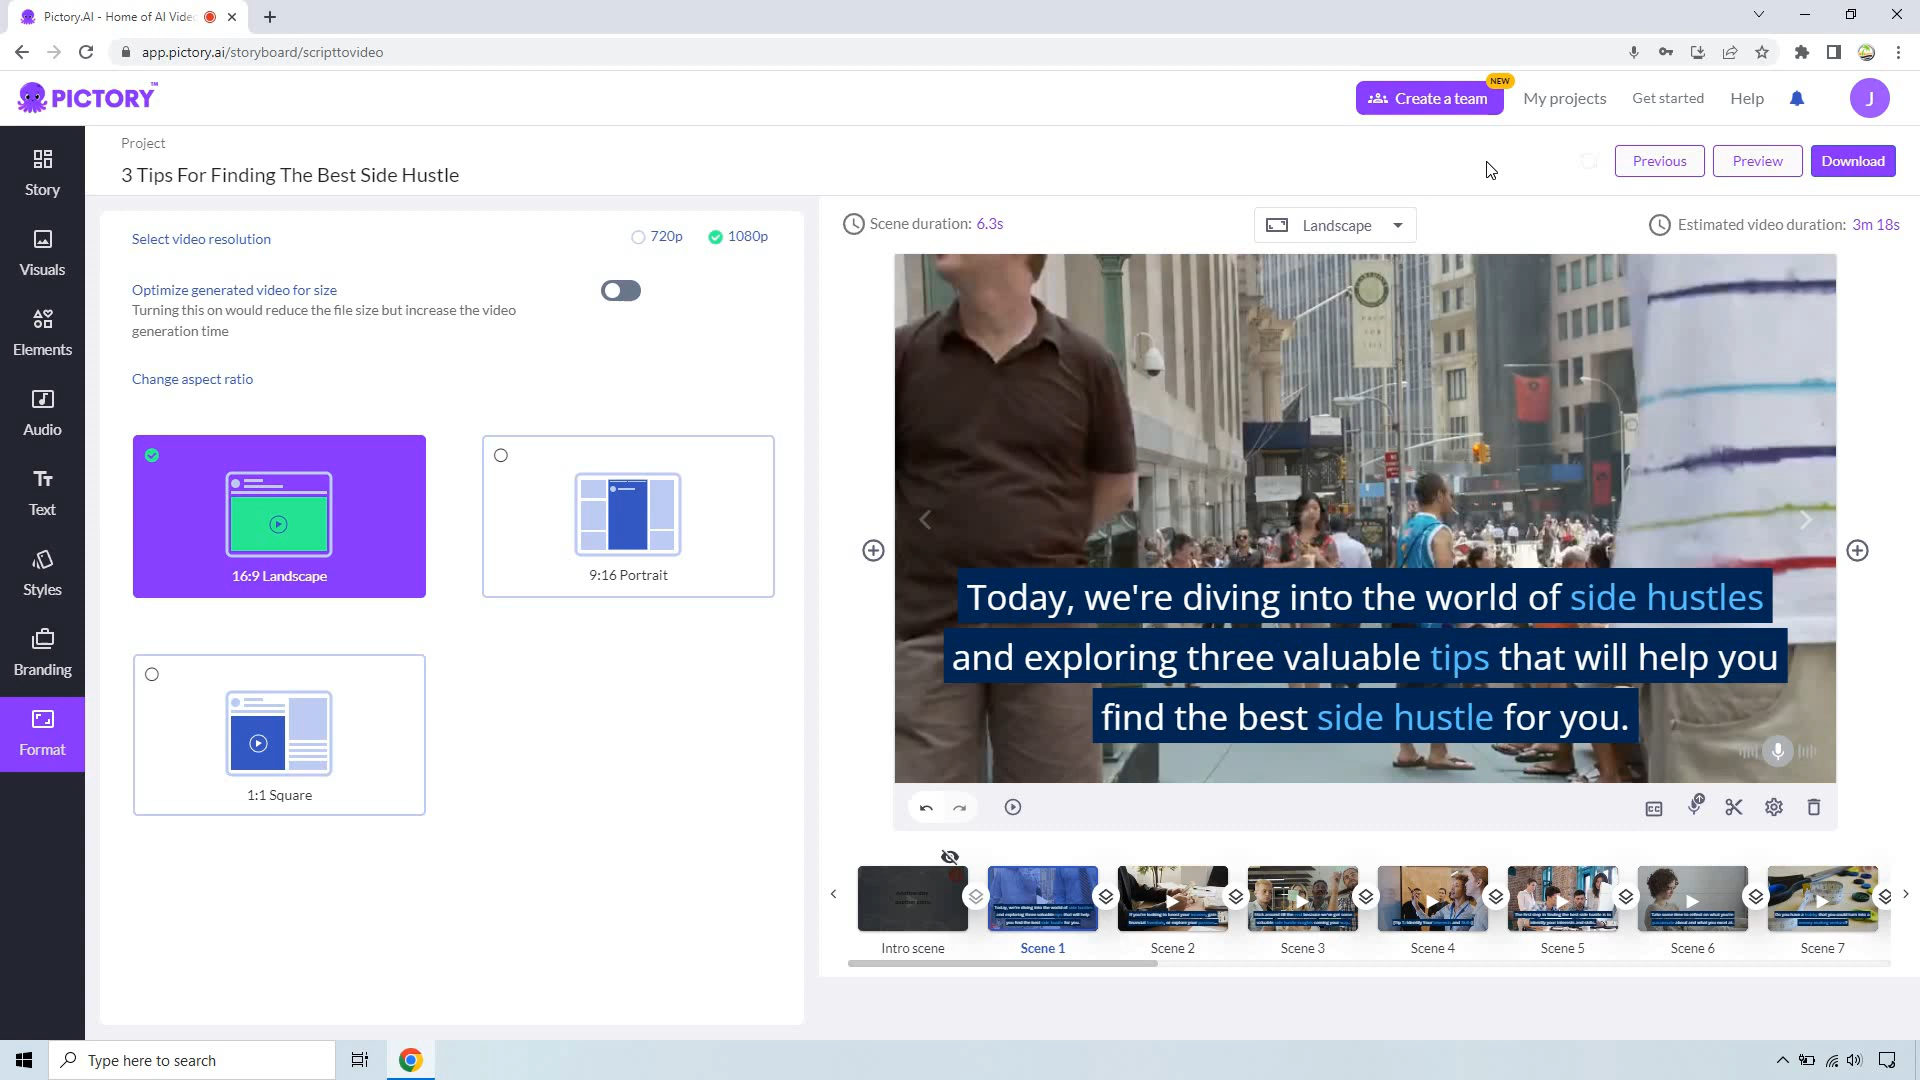 Pictory.AI - Home of AI Vide
app.pictory.ai/storyboard/scripttovideo
PICTORY™
NEW
Create a team
My projects
Get started
Help
J
Project
3 Tips For Finding The Best Side Hustle
Previous
Preview
Download
Story
Visuals
Elements
Audio
Text
Styles
Branding
Format
Select video resolution
720p
1080p
Optimize generated video for size
Turning this on would reduce the file size but increase the video
generation time
Change aspect ratio
16:9 Landscape
9:16 Portrait
1:1 Square
Scene duration: 6.3s
Landscape
Estimated video duration: 3m 18s
Today, we're diving into the world of side hustles
and exploring three valuable tips that will help you
find the best side hustle for you.
CC
Intro scene
Scene 1
Scene 2
Scene 3
Scene 4
Scene 5
Scene 6
Scene 7
Type here to search